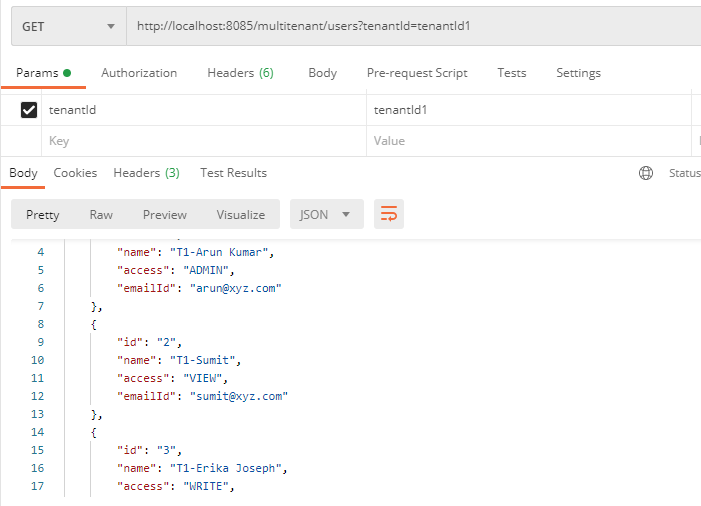 GET http://localhost:8085/multitenant/users?tenantId=tenantId1
Params Authorization Headers (6) Body Pre-request Script Tests Settings
tenantId tenantId1
Key Value
Body Cookies Headers (3) Test Results Status
Pretty Raw Preview Visualize JSON
4 "name": "T1-Arun Kumar",
5 "access": "ADMIN",
6 "emailId": "arun@xyz.com"
7 },
8 {
9 "id": "2",
10 "name": "T1-Sumit",
11 "access": "VIEW",
12 "emailId": "sumit@xyz.com"
13 },
14 {
15 "id": "3",
16 "name": "T1-Erika Joseph",
17 "access": "WRITE",